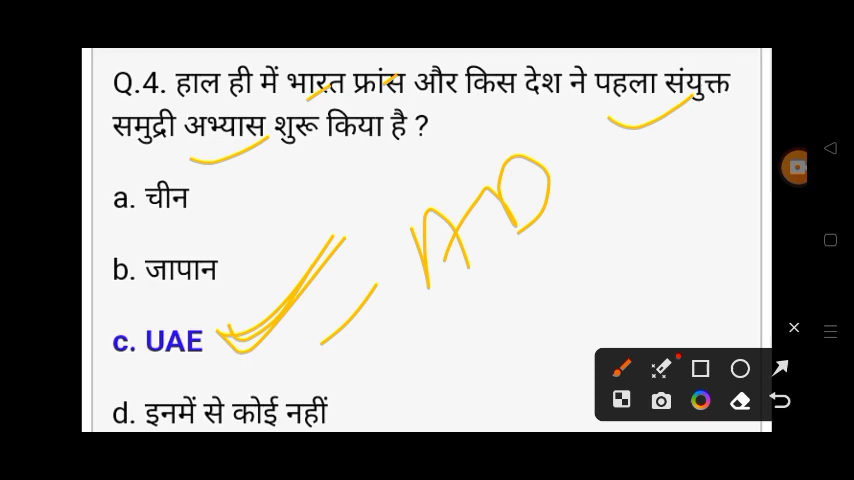 Q.4. हाल ही में भारत फ्रांस और किस देश ने पहला संयुक्त
समुद्री अभ्यास शुरू किया है ?
a. चीन
b. जापान
c. UAE
d. इनमें से कोई नहीं